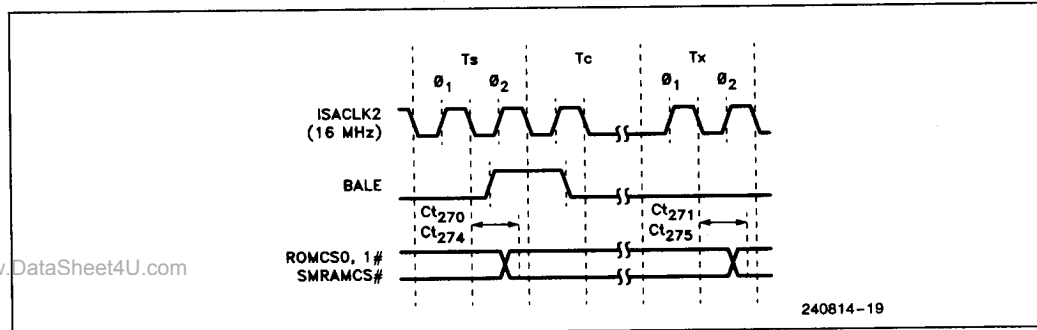 Ts Tc Tx
Ø1 Ø2 Ø1 Ø2
ISACLK2
(16 MHz)
BALE
Ct270 Ct271
Ct274 Ct275
ROMCS0, 1#
SMRAMCS#
w.DataSheet4U.com
240814-19